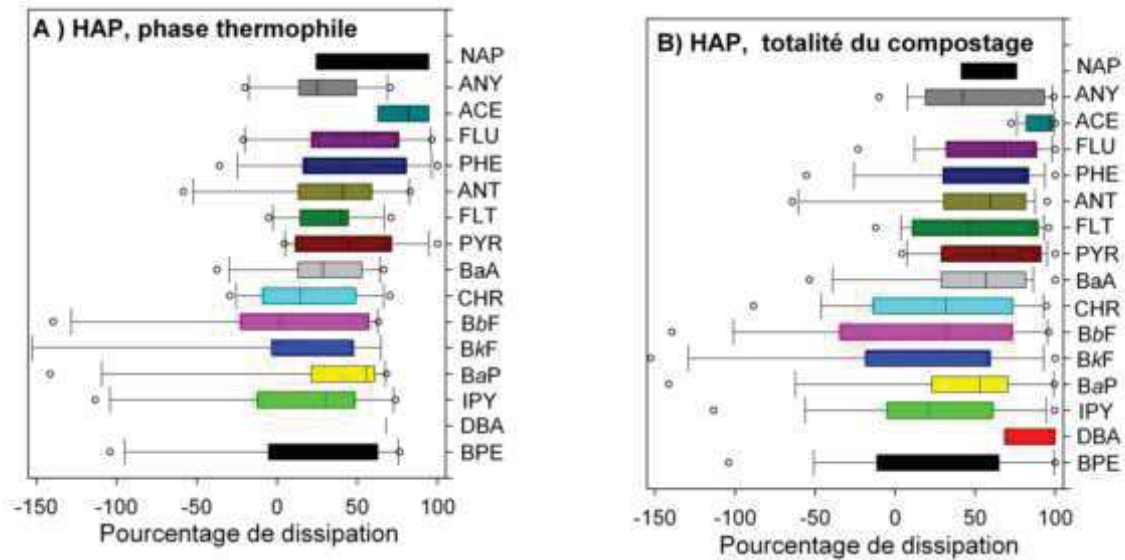 A ) HAP, phase thermophile
NAP
ANY
ACE
FLU
PHE
ANT
FLT
PYR
BaA
CHR
BbF
BkF
BaP
IPY
DBA
BPE
-150 -100 -50 0 50 100
Pourcentage de dissipation
B) HAP, totalité du compostage
NAP
ANY
ACE
FLU
PHE
ANT
FLT
PYR
BaA
CHR
BbF
BkF
BaP
IPY
DBA
BPE
-150 -100 -50 0 50 100
Pourcentage de dissipation